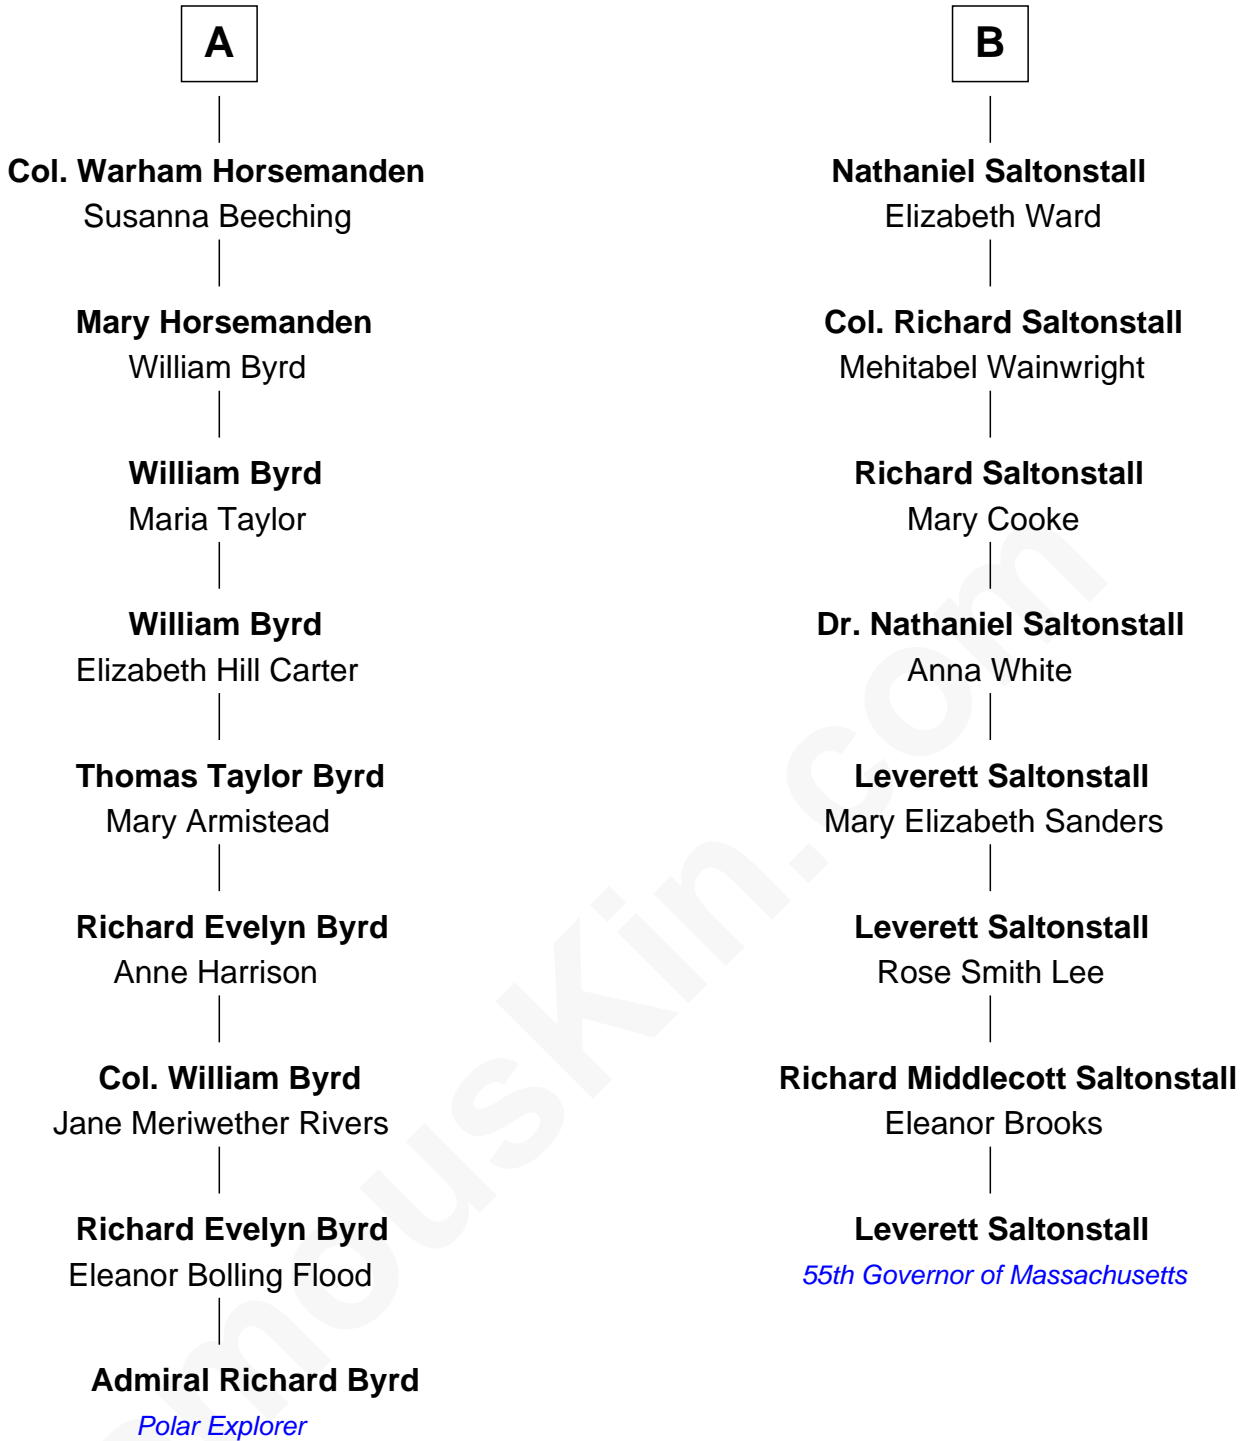 A
Col. Warham Horsemanden
Susanna Beeching
Mary Horsemanden
William Byrd
William Byrd
Maria Taylor
William Byrd
Elizabeth Hill Carter
Thomas Taylor Byrd
Mary Armistead
Richard Evelyn Byrd
Anne Harrison
Col. William Byrd
Jane Meriwether Rivers
Richard Evelyn Byrd
Eleanor Bolling Flood
Admiral Richard Byrd
Polar Explorer
B
Nathaniel Saltonstall
Elizabeth Ward
Col. Richard Saltonstall
Mehitabel Wainwright
Richard Saltonstall
Mary Cooke
Dr. Nathaniel Saltonstall
Anna White
Leverett Saltonstall
Mary Elizabeth Sanders
Leverett Saltonstall
Rose Smith Lee
Richard Middlecott Saltonstall
Eleanor Brooks
Leverett Saltonstall
55th Governor of Massachusetts
mousKin.com